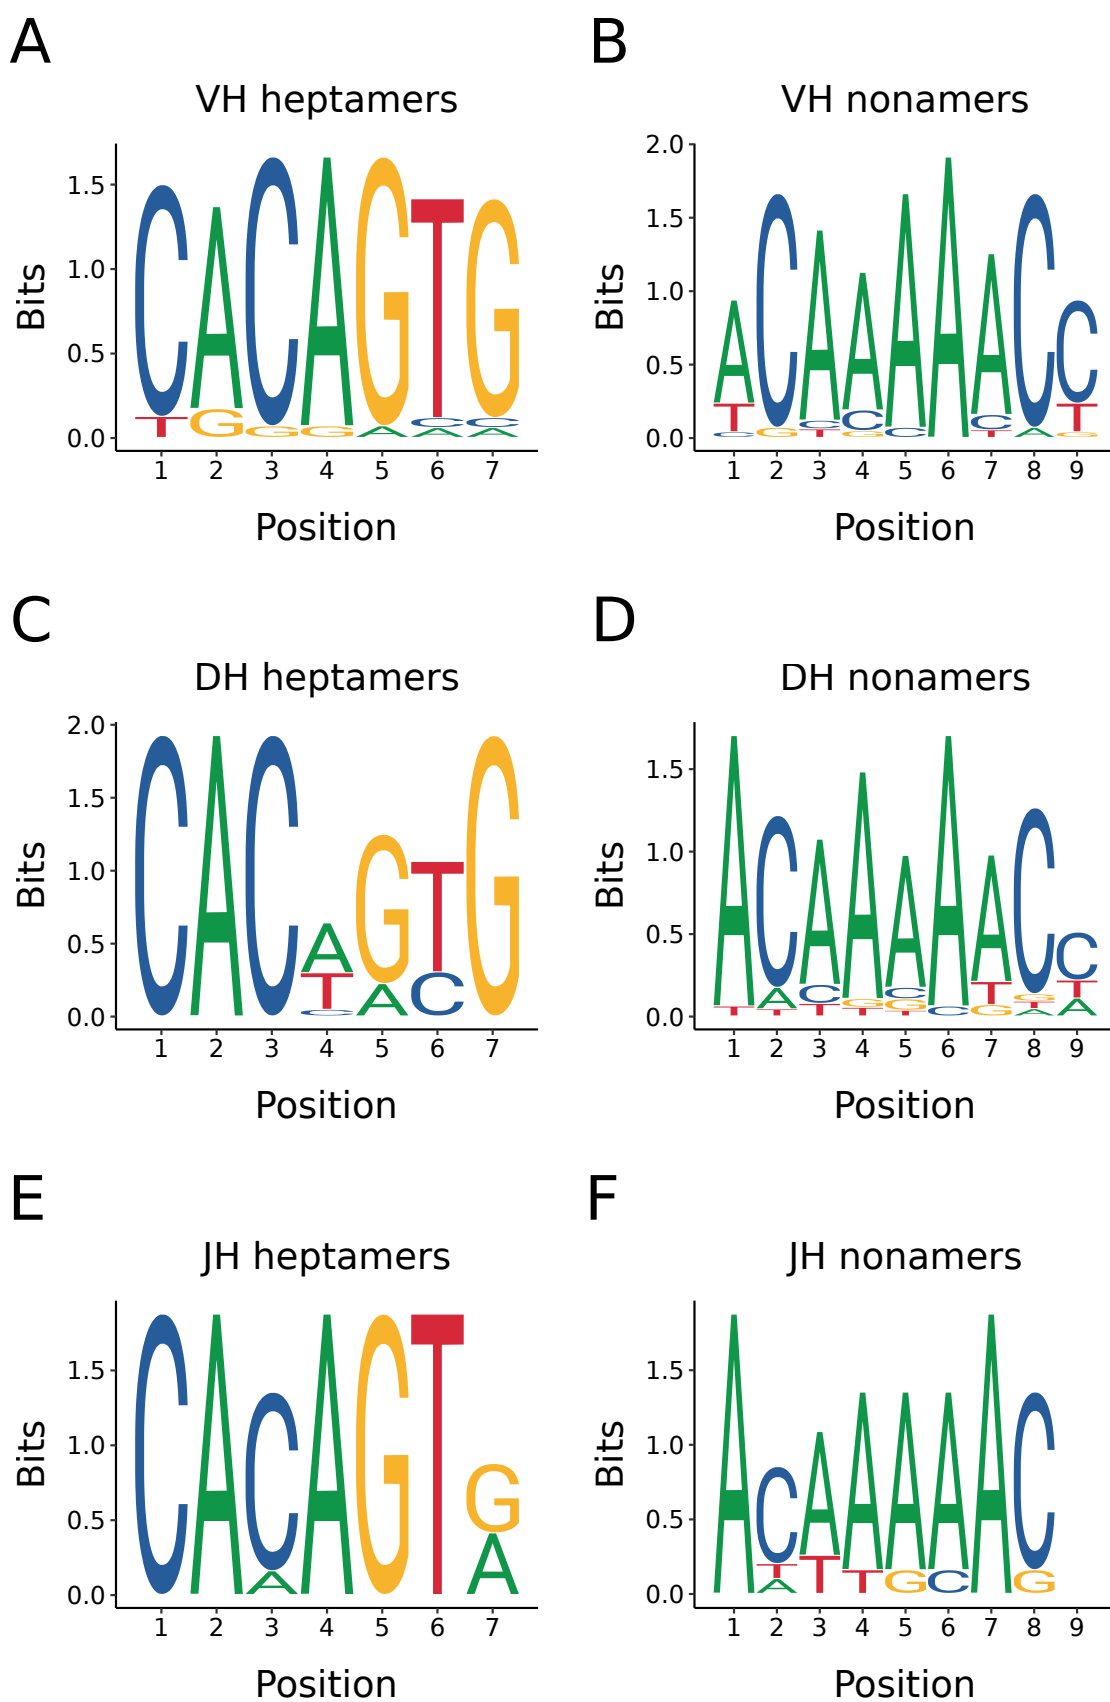 A
VH heptamers
Bits
1.5
1.0
0.5
0.0
C A C A G T G
T G G G A C C
A A
1 2 3 4 5 6 7
Position
B
VH nonamers
Bits
2.0
1.5
1.0
0.5
0.0
A C A A A A A C C
T G C C C C A T
C T G T G
1 2 3 4 5 6 7 8 9
Position
C
DH heptamers
Bits
2.0
1.5
1.0
0.5
0.0
C A C A G T G
T A C
C
1 2 3 4 5 6 7
Position
D
DH nonamers
Bits
1.5
1.0
0.5
0.0
A C A A A A A C C
T A C G C C T G T
T T T G G T A
T A
1 2 3 4 5 6 7 8 9
Position
E
JH heptamers
Bits
1.5
1.0
0.5
0.0
C A C A G T G
A A
1 2 3 4 5 6 7
Position
F
JH nonamers
Bits
1.5
1.0
0.5
0.0
A C A A A A A C
T T T G C G
A
1 2 3 4 5 6 7 8 9
Position